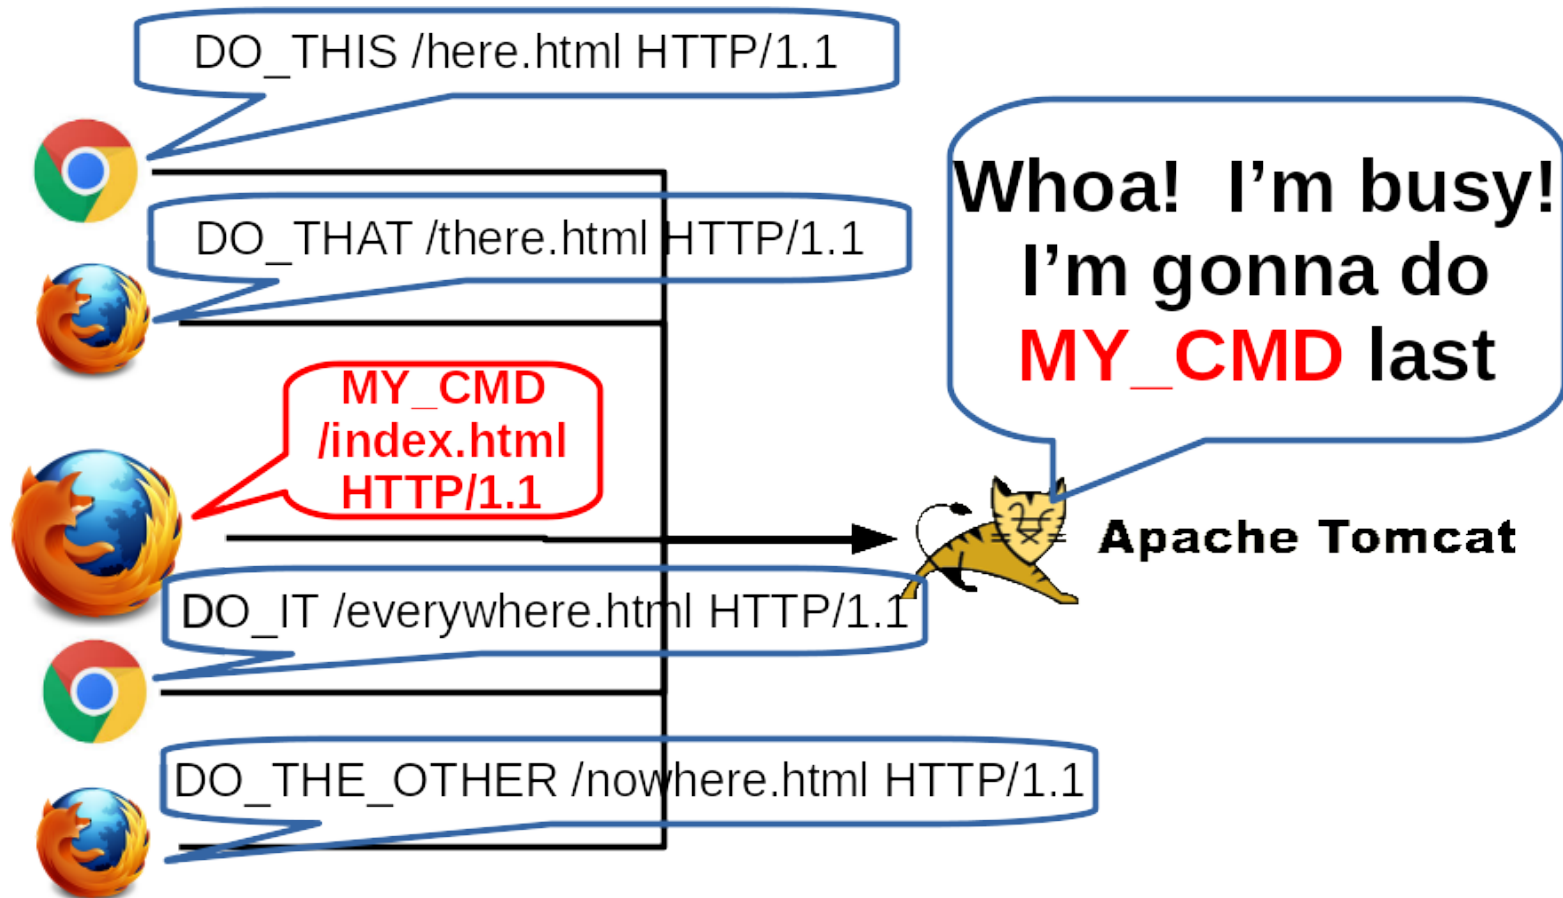 DO_THIS /here.html HTTP/1.1
DO_THAT /there.html HTTP/1.1
MY_CMD
/index.html
HTTP/1.1
DO_IT /everywhere.html HTTP/1.1
DO_THE_OTHER /nowhere.html HTTP/1.1
Whoa!  I’m busy!
I’m gonna do
MY_CMD last
Apache Tomcat